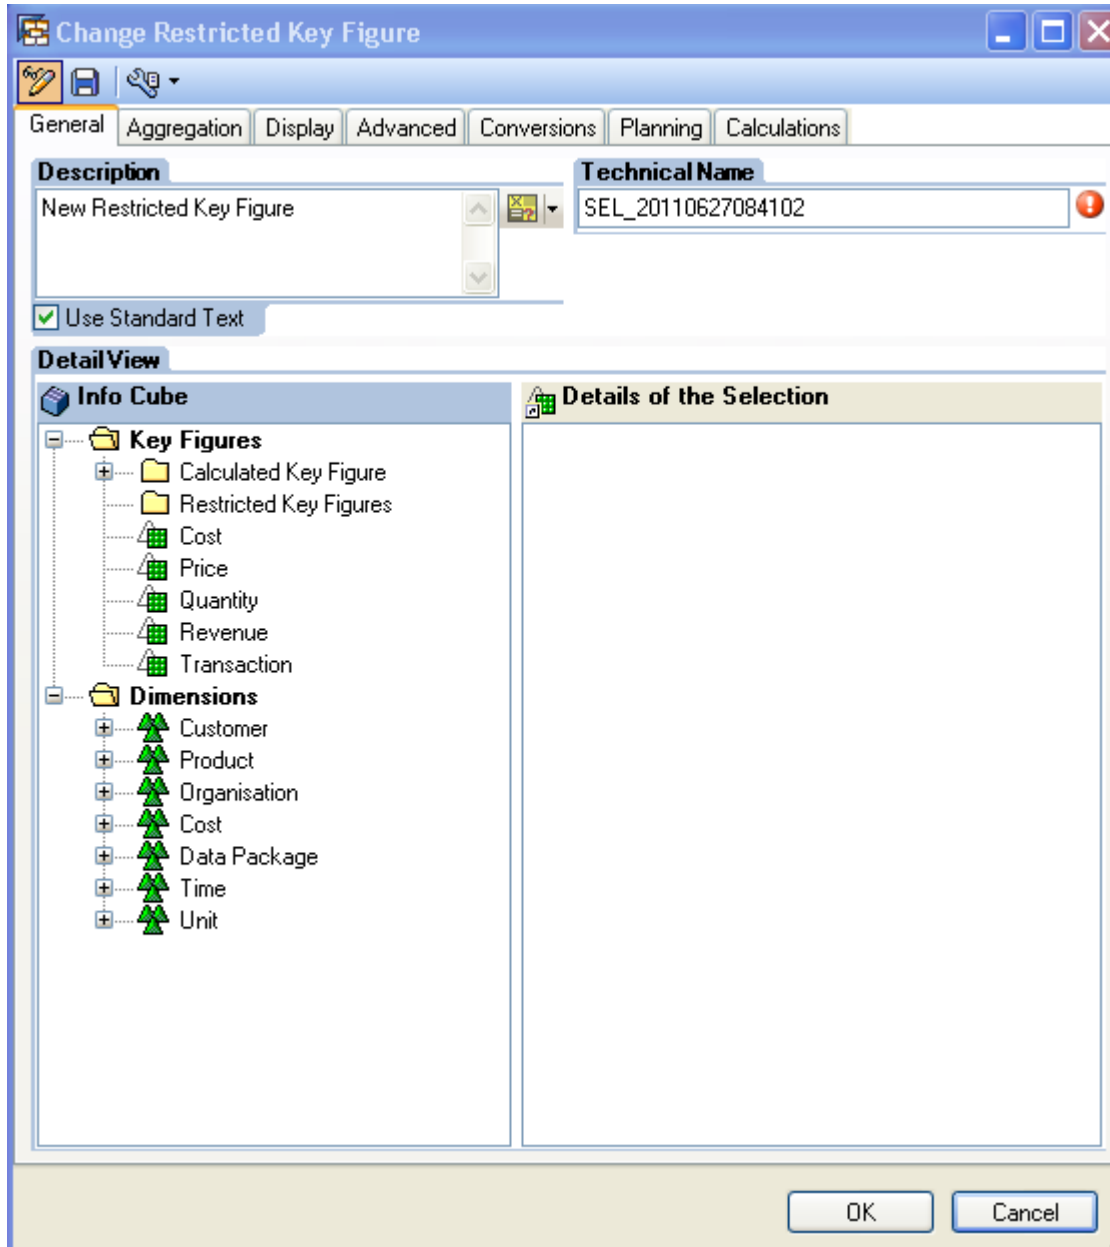 Change Restricted Key Figure
General Aggregation Display Advanced Conversions Planning Calculations
Description Technical Name
New Restricted Key Figure SEL_20110627084102
Use Standard Text
Detail View
Info Cube Details of the Selection
Key Figures
Calculated Key Figure
Restricted Key Figures
Cost
Price
Quantity
Revenue
Transaction
Dimensions
Customer
Product
Organisation
Cost
Data Package
Time
Unit
OK Cancel